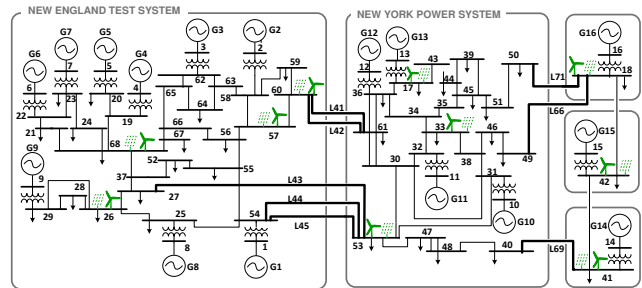 NEW ENGLAND TEST SYSTEM
NEW YORK POWER SYSTEM
G3 G2 G12 G13 G16
G7 G5
G6 G4
3 2 59 12 13 43 39 50 L71 16 18
7 5 62 63 60 36 17 44
6 4 58 45
23 20 65 64 L41 35 51 L66
22 19 57 34 G15
21 24 66 56 L42 61 33 46
68 67 38 49 15
G9 52 55 30 32 31 42
37 11
9 28 27 L43 10
29 26 L44 G11 G10 G14
25 54 L45 53 47 14
8 1 48 40 L69
G8 G1 41